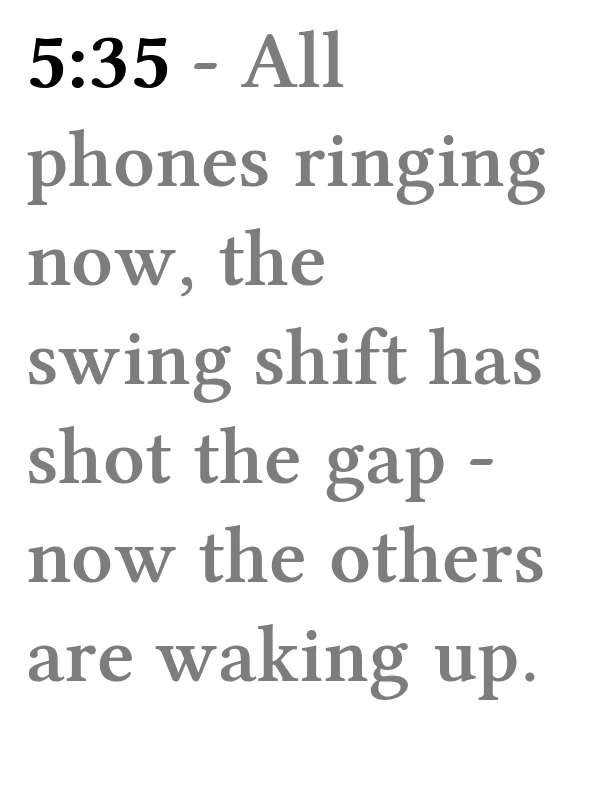 5:35 - All
phones ringing
now, the
swing shift has
shot the gap -
now the others
are waking up.